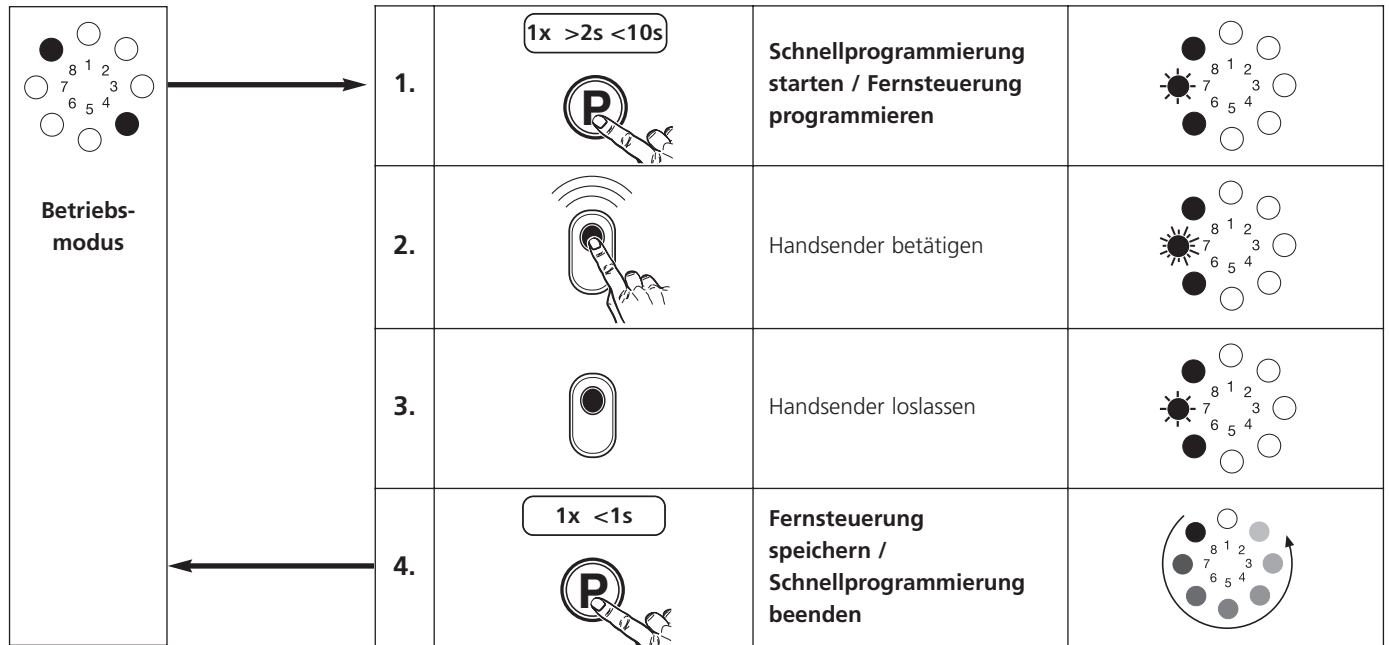 8 1 2
7 3
6 5 4
Betriebs-
modus
1.
1x >2s <10s
P
Schnellprogrammierung
starten / Fernsteuerung
programmieren
8 1 2
7 3
6 5 4
2.
Handsender betätigen
8 1 2
7 3
6 5 4
3.
Handsender loslassen
8 1 2
7 3
6 5 4
4.
1x <1s
P
Fernsteuerung
speichern /
Schnellprogrammierung
beenden
8 1 2
7 3
6 5 4